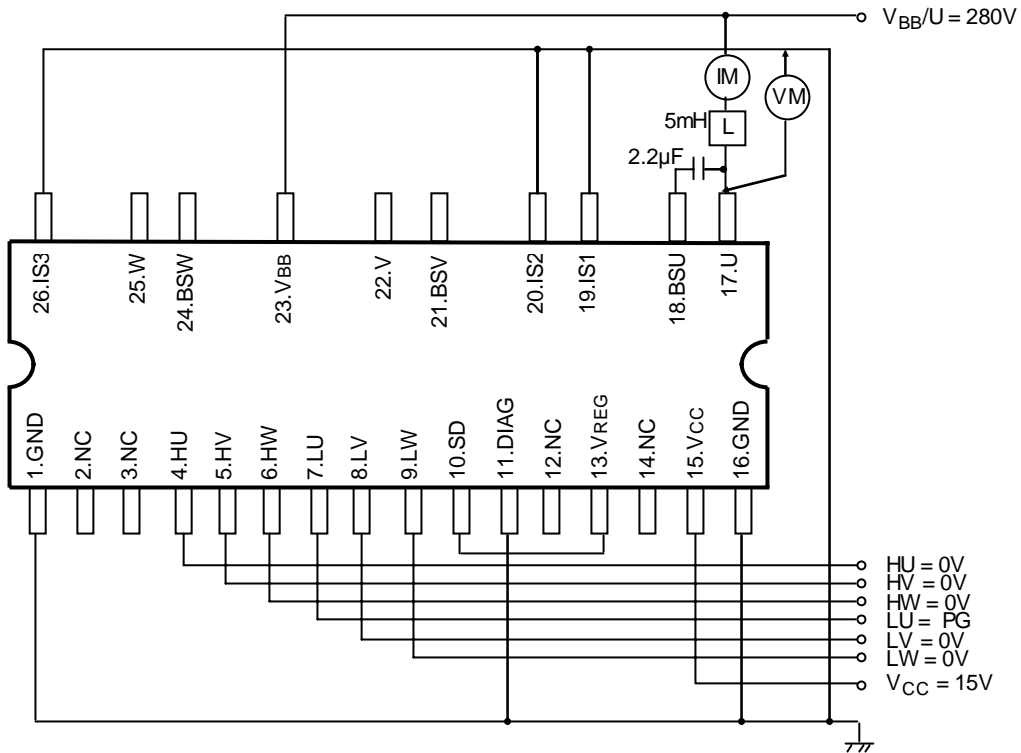 V_BB/U = 280V
IM
VM
5mH
L
2.2μF
26.IS3
25.W
24.BSW
23.VBB
22.V
21.BSV
20.IS2
19.IS1
18.BSU
17.U
1.GND
2.NC
3.NC
4.HU
5.HV
6.HW
7.LU
8.LV
9.LW
10.SD
11.DIAG
12.NC
13.VREG
14.NC
15.VCC
16.GND
HU = 0V
HV = 0V
HW = 0V
LU = PG
LV = 0V
LW = 0V
V_CC = 15V